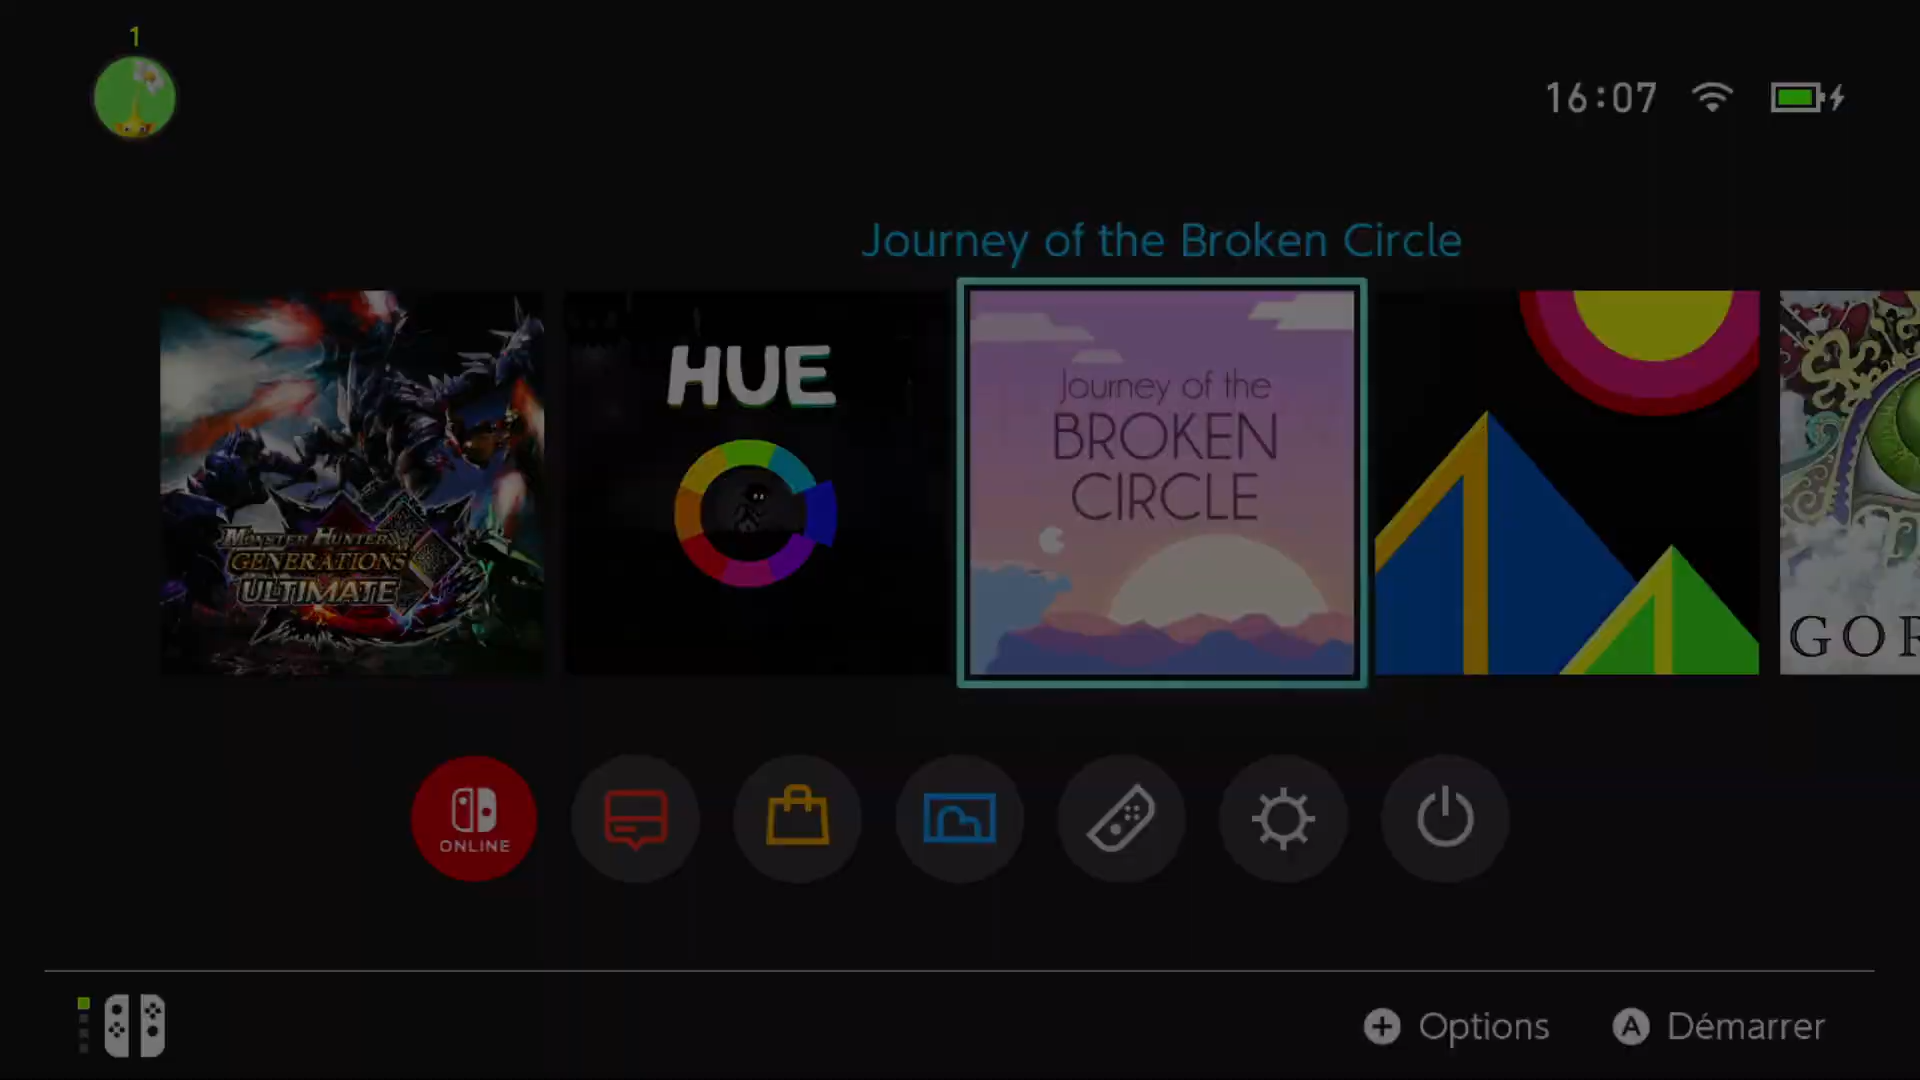 1
16:07
Journey of the Broken Circle
MONSTER HUNTER
GENERATIONS
ULTIMATE
HUE
Journey of the
BROKEN
CIRCLE
GOR
ONLINE
+ Options
A Démarrer